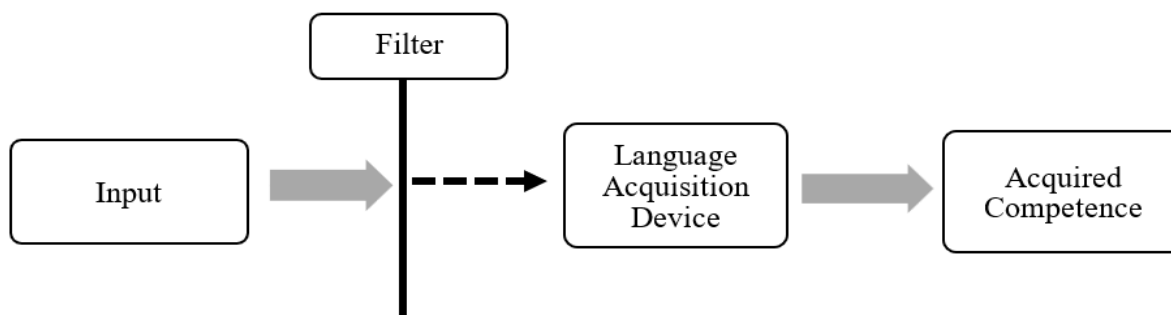 Filter
Input
Language
Acquisition
Device
Acquired
Competence